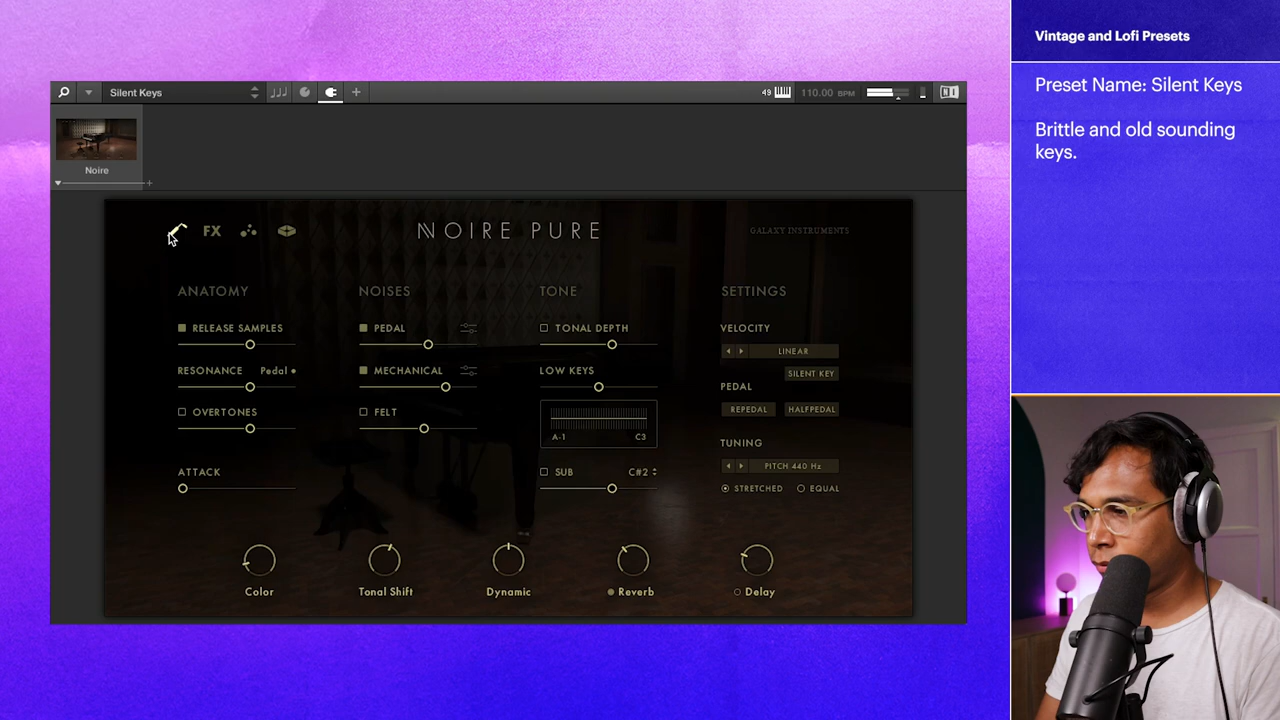 Vintage and Lofi Presets
Preset Name: Silent Keys
Brittle and old sounding
keys.
Silent Keys
49
110.00 BPM
Noire
FX
NOIRE PURE
GALAXY INSTRUMENTS
ANATOMY
RELEASE SAMPLES
RESONANCE Pedal
OVERTONES
ATTACK
NOISES
PEDAL
MECHANICAL
FELT
TONE
TONAL DEPTH
LOW KEYS
A-1 C3
SUB C#2
SETTINGS
VELOCITY
LINEAR
SILENT KEY
PEDAL
REPEDAL HALFPEDAL
TUNING
PITCH 440 Hz
STRETCHED EQUAL
Color Tonal Shift Dynamic Reverb Delay